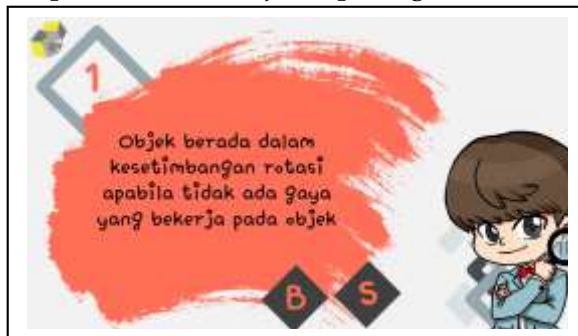 1
Objek berada dalam
kesetimbangan rotasi
apabila tidak ada gaya
yang bekerja pada objek
B S